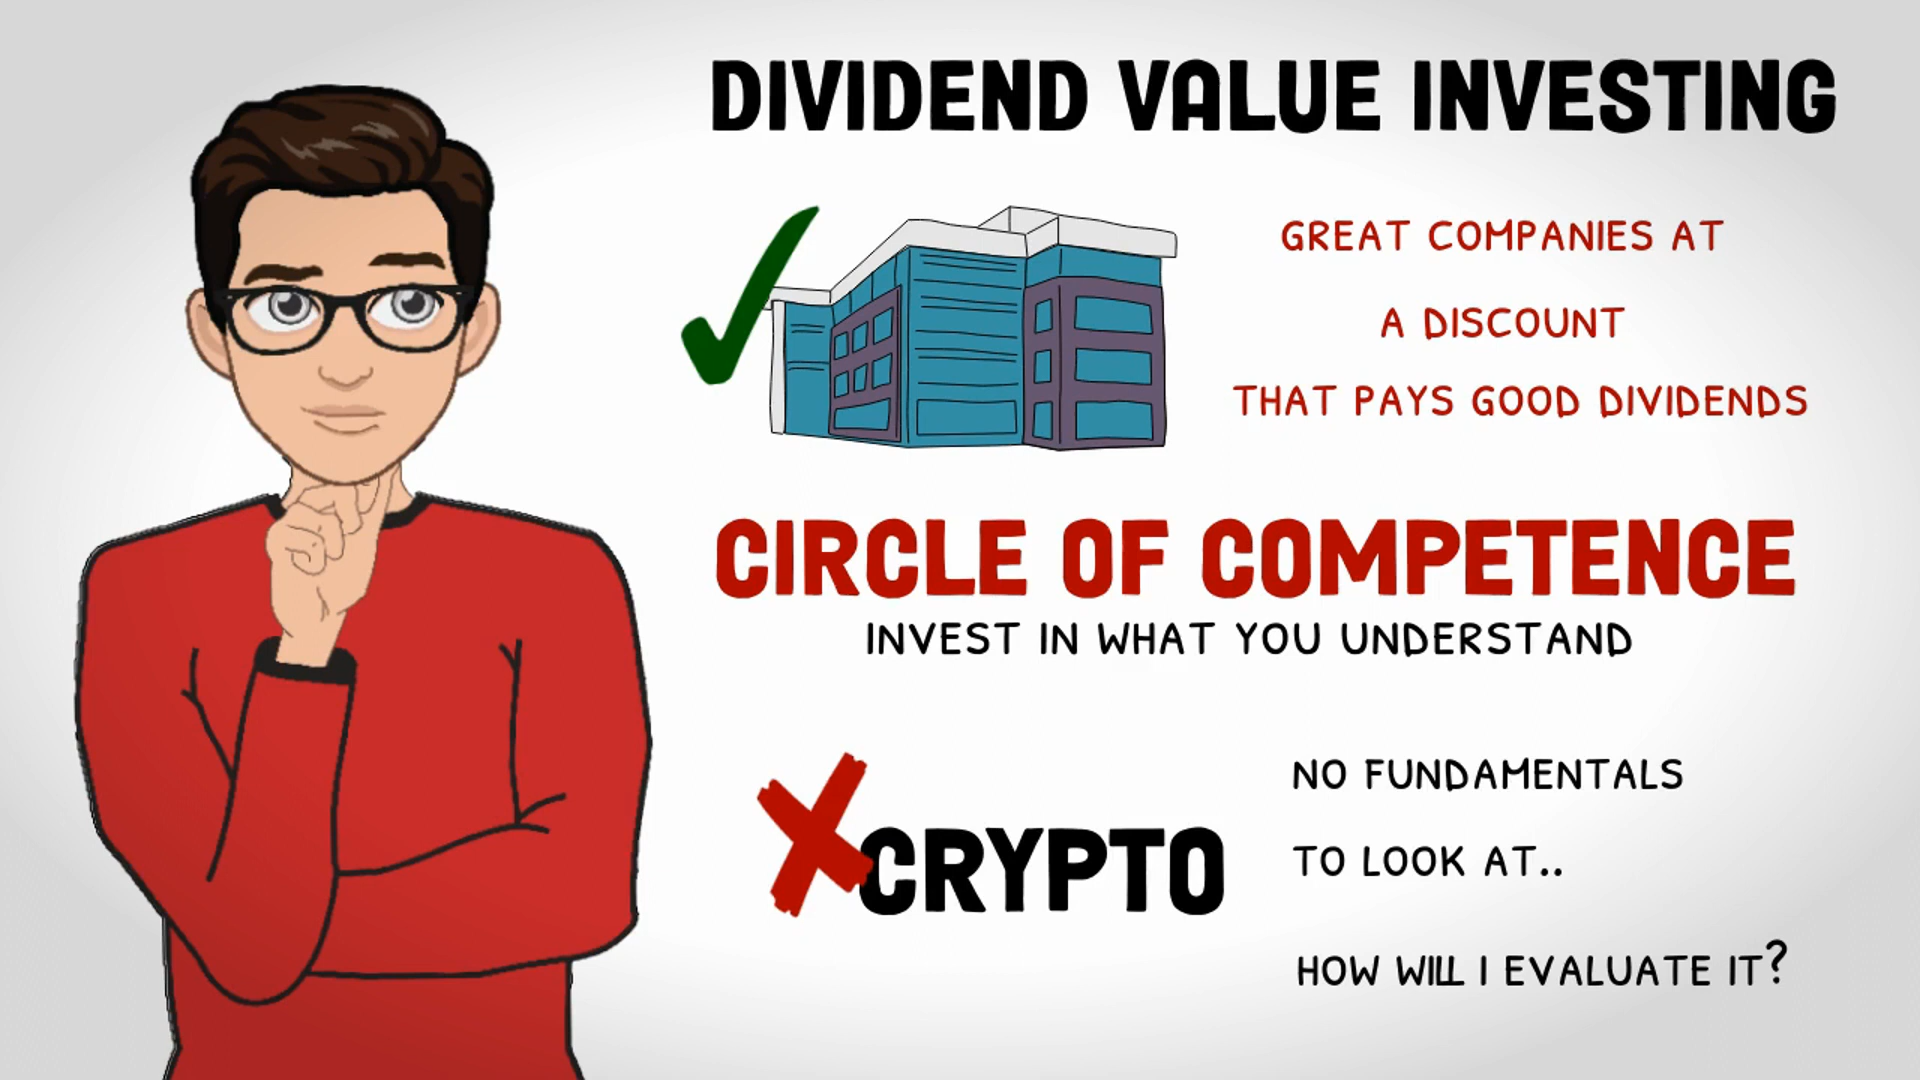 DIVIDEND VALUE INVESTING
GREAT COMPANIES AT
A DISCOUNT
THAT PAYS GOOD DIVIDENDS
CIRCLE OF COMPETENCE
INVEST IN WHAT YOU UNDERSTAND
CRYPTO
NO FUNDAMENTALS
TO LOOK AT..
HOW WILL I EVALUATE IT?